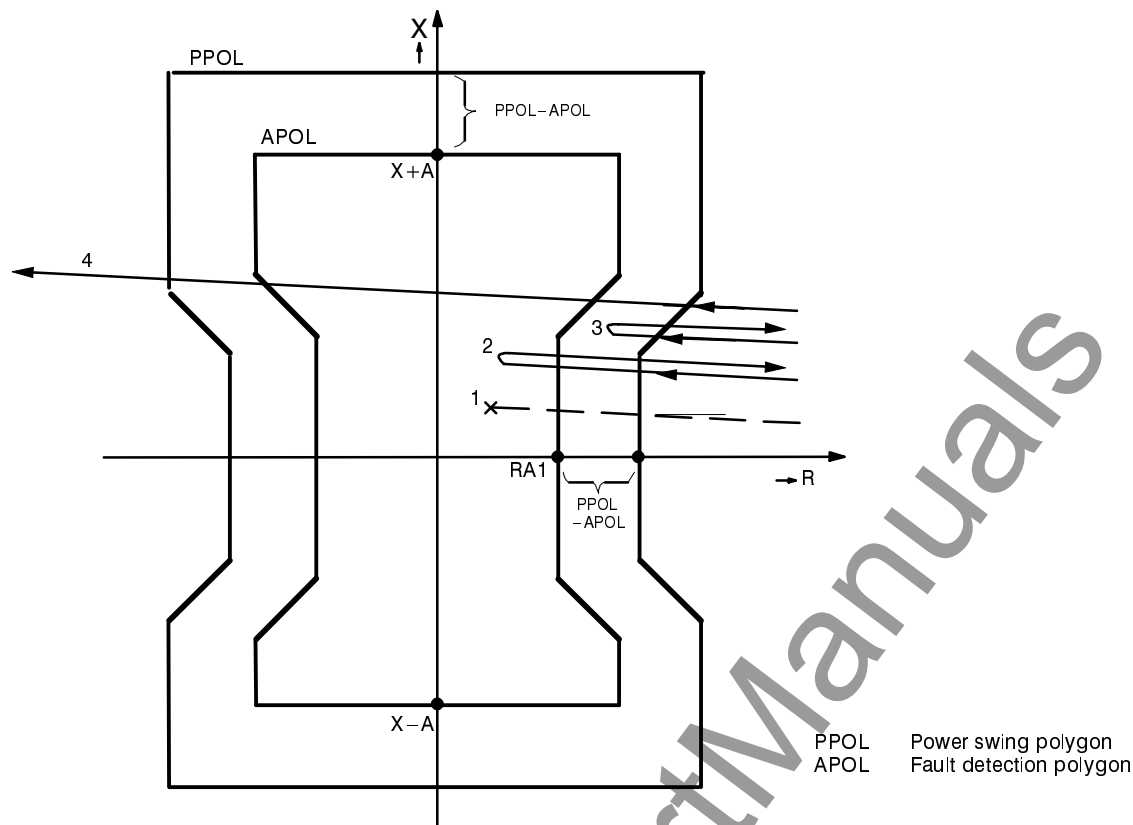 X
PPOL
PPOL-APOL
APOL
X+A
4
3
2
1
RA1
R
PPOL
-APOL
X-A
PPOL Power swing polygon
APOL Fault detection polygon